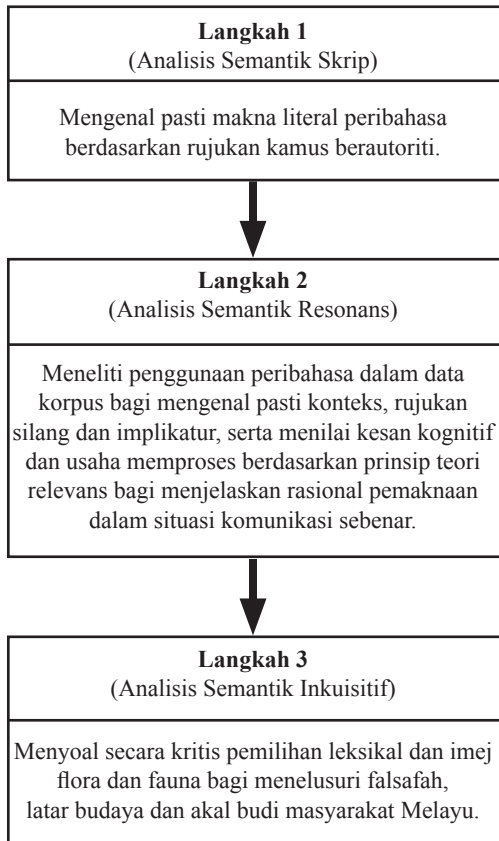 Langkah 1
(Analisis Semantik Skrip)
Mengenal pasti makna literal peribahasa
berdasarkan rujukan kamus berautoriti.
Langkah 2
(Analisis Semantik Resonans)
Meneliti penggunaan peribahasa dalam data
korpus bagi mengenal pasti konteks, rujukan
silang dan implikatur, serta menilai kesan kognitif
dan usaha memproses berdasarkan prinsip teori
relevans bagi menjelaskan rasional pemaknaan
dalam situasi komunikasi sebenar.
Langkah 3
(Analisis Semantik Inkuisitif)
Menyoal secara kritis pemilihan leksikal dan imej
flora dan fauna bagi menelusuri falsafah,
latar budaya dan akal budi masyarakat Melayu.